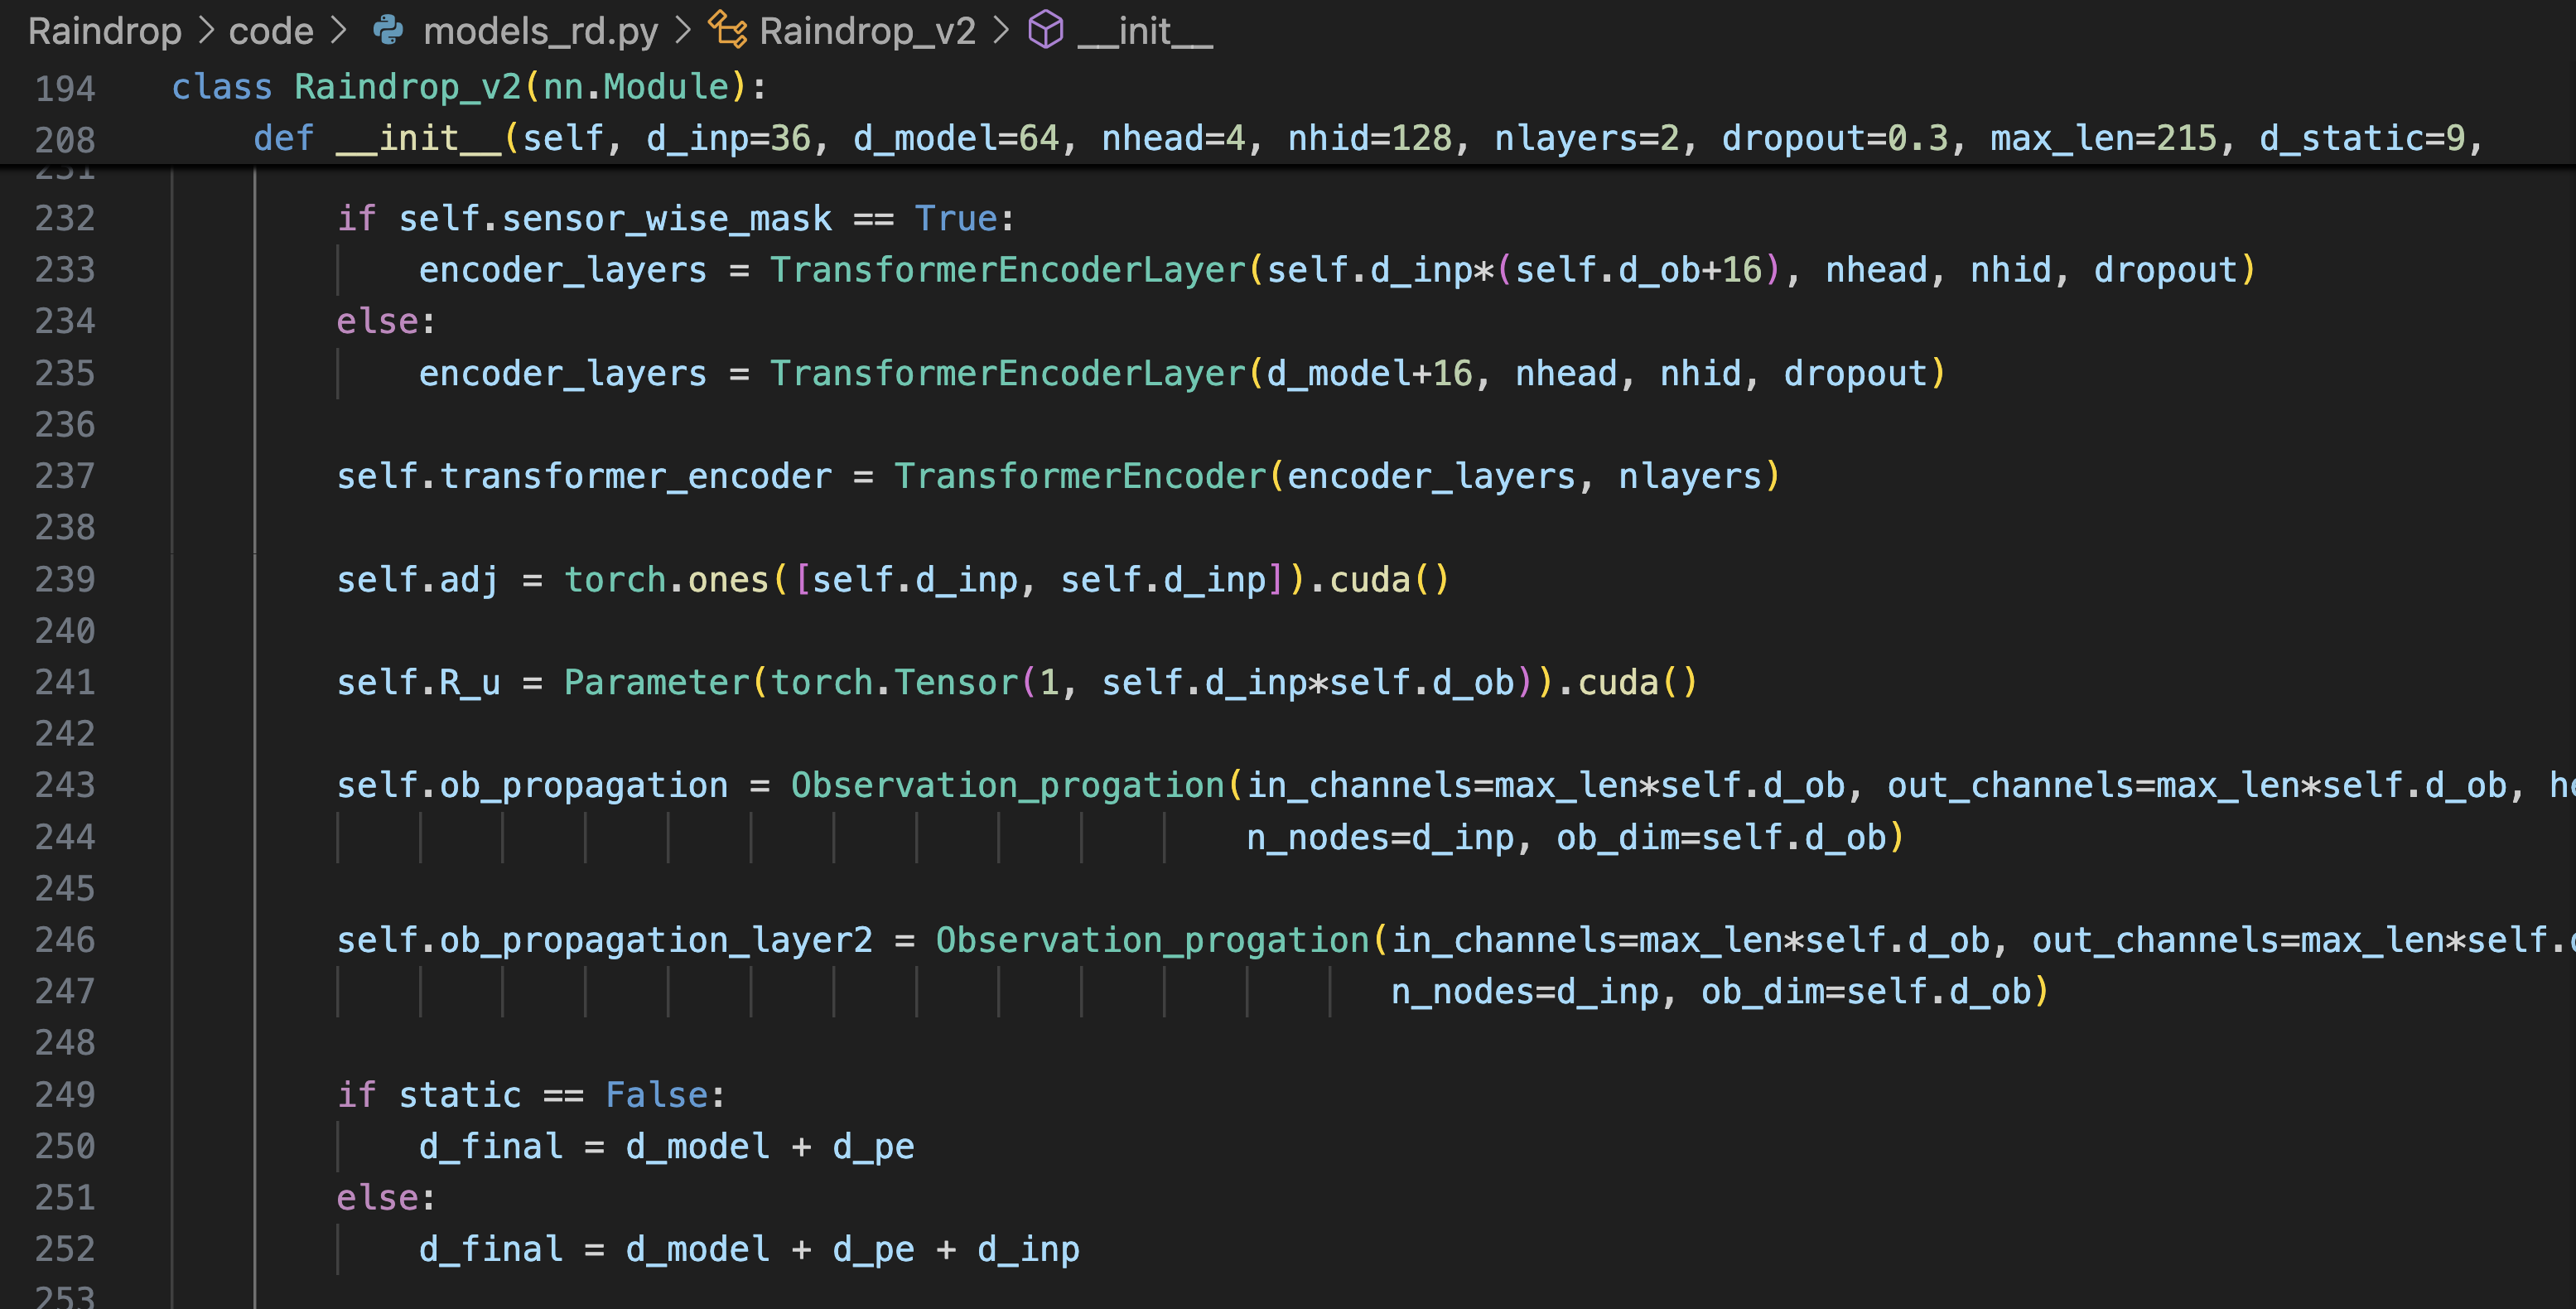 Raindrop > code > models_rd.py > Raindrop_v2 > __init__
194 class Raindrop_v2(nn.Module):
208 def __init__(self, d_inp=36, d_model=64, nhead=4, nhid=128, nlayers=2, dropout=0.3, max_len=215, d_static=9,
231
232 if self.sensor_wise_mask == True:
233 encoder_layers = TransformerEncoderLayer(self.d_inp*(self.d_ob+16), nhead, nhid, dropout)
234 else:
235 encoder_layers = TransformerEncoderLayer(d_model+16, nhead, nhid, dropout)
236
237 self.transformer_encoder = TransformerEncoder(encoder_layers, nlayers)
238
239 self.adj = torch.ones([self.d_inp, self.d_inp]).cuda()
240
241 self.R_u = Parameter(torch.Tensor(1, self.d_inp*self.d_ob)).cuda()
242
243 self.ob_propagation = Observation_progation(in_channels=max_len*self.d_ob, out_channels=max_len*self.d_ob, he
244 n_nodes=d_inp, ob_dim=self.d_ob)
245
246 self.ob_propagation_layer2 = Observation_progation(in_channels=max_len*self.d_ob, out_channels=max_len*self.
247 n_nodes=d_inp, ob_dim=self.d_ob)
248
249 if static == False:
250 d_final = d_model + d_pe
251 else:
252 d_final = d_model + d_pe + d_inp
253